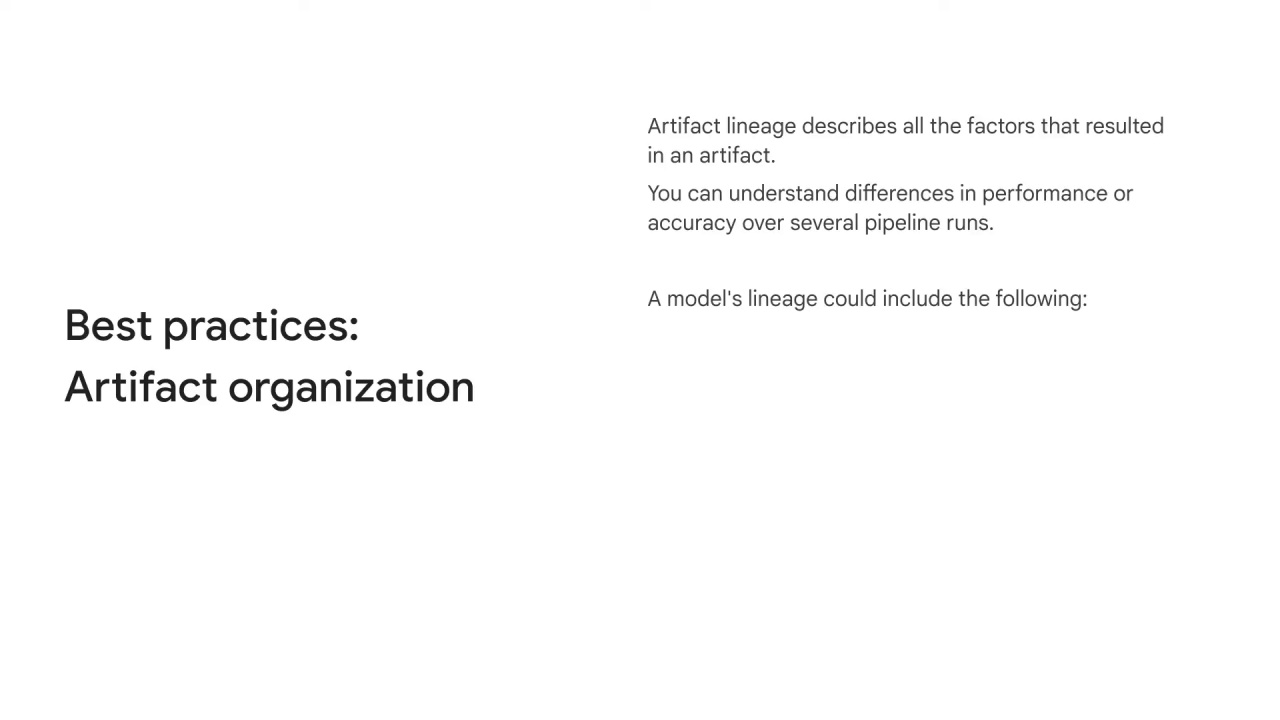 Best practices:
Artifact organization
Artifact lineage describes all the factors that resulted
in an artifact.
You can understand differences in performance or
accuracy over several pipeline runs.
A model's lineage could include the following: